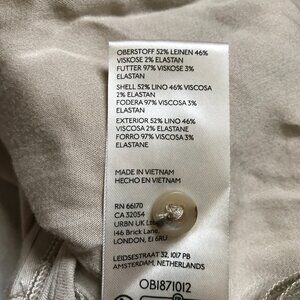 OBERSTOFF 52% LEINEN 46%
VISKOSE 2% ELASTAN
FUTTER 97% VISKOSE 3%
ELASTAN
SHELL 52% LINO 46% VISCOSA
2% ELASTAN
FODERA 97% VISCOSA 3%
ELASTAN
EXTERIOR 52% LINO 46%
VISCOSA 2% ELASTANE
FORRO 97% VISCOSA 3%
ELASTANE
MADE IN VIETNAM
HECHO EN VIETNAM
RN 66170
CA 32054
URBN UK Ltd
146 Brick Lane,
LONDON, E1 6RU
LEIDSESTRAAT 32, 1017 PB
AMSTERDAM, NETHERLANDS
OB1871012